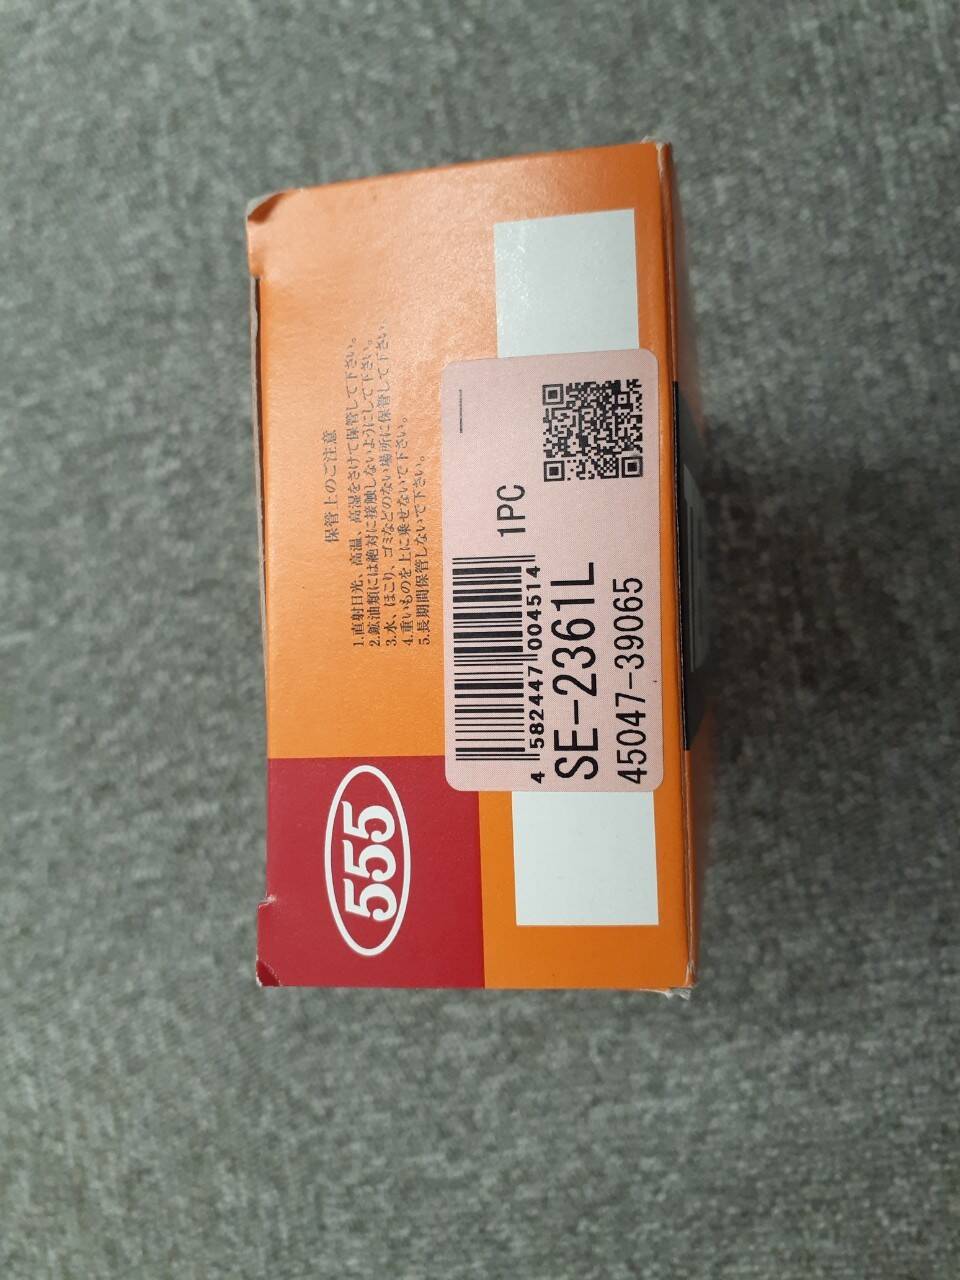 保管上のご注意
1.直射日光、高温、高湿をさけて保管して下さい。
2.鉱油類には絶対に接触しないようにして下さい。
3.水、ほこり、ゴミなどのない場所に保管して下さい。
4.重いものを上に乗せないで下さい。
5.長期間保管しないで下さい。
555
1PC
4 582447 004514
SE-2361L
45047-39065